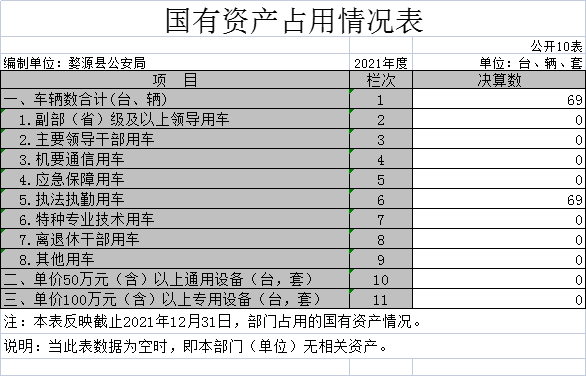 国有资产占用情况表
公开10表
编制单位：婺源县公安局 2021年度 单位：台、辆、套
项 目 栏次 决算数
一、车辆数合计(台、辆) 1 69
1.副部（省）级及以上领导用车 2 0
2.主要领导干部用车 3 0
3.机要通信用车 4 0
4.应急保障用车 5 0
5.执法执勤用车 6 69
6.特种专业技术用车 7 0
7.离退休干部用车 8 0
8.其他用车 9 0
二、单价50万元（含）以上通用设备（台，套） 10 0
三、单价100万元（含）以上专用设备（台，套） 11 0
注：本表反映截止2021年12月31日，部门占用的国有资产情况。
说明：当此表数据为空时，即本部门（单位）无相关资产。